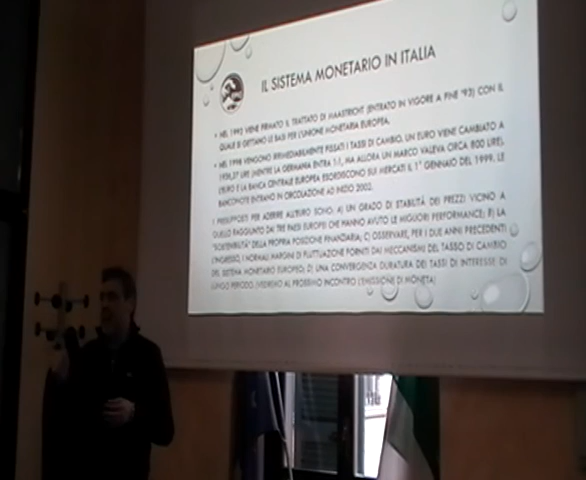 IL SISTEMA MONETARIO IN ITALIA
• NEL 1992 VIENE FIRMATO IL TRATTATO DI MAASTRICHT (ENTRATO IN VIGORE A FINE '93) CON IL
QUALE SI GETTANO LE BASI PER L'UNIONE MONETARIA EUROPEA.
• NEL 1998 VENGONO IRRIMEDIABILMENTE FISSATI I TASSI DI CAMBIO. UN EURO VIENE CAMBIATO A
1936,27 LIRE (MENTRE LA GERMANIA ENTRA 1:1, MA ALLORA UN MARCO VALEVA CIRCA 800 LIRE).
L'EURO E LA BANCA CENTRALE EUROPEA ESORDISCONO SUI MERCATI IL 1° GENNAIO DEL 1999. LE
BANCONOTE ENTRANO IN CIRCOLAZIONE AD INIZIO 2002.
I PRESUPPOSTI PER ADERIRE ALL'EURO SONO: A) UN GRADO DI STABILITÀ DEI PREZZI VICINO A
QUELLO RAGGIUNTO DAI TRE PAESI EUROPEI CHE HANNO AVUTO LE MIGLIORI PERFORMANCE; B) LA
"SOSTENIBILITÀ" DELLA PROPRIA POSIZIONE FINANZIARIA; C) OSSERVARE, PER I DUE ANNI PRECEDENTI
L'INGRESSO, I NORMALI MARGINI DI FLUTTUAZIONE FORNITI DAI MECCANISMI DEL TASSO DI CAMBIO
DEL SISTEMA MONETARIO EUROPEO; D) UNA CONVERGENZA DURATURA DEI TASSI DI INTERESSE DI
LUNGO PERIODO. (VEDREMO AL PROSSIMO INCONTRO L'EMISSIONE DI MONETA)